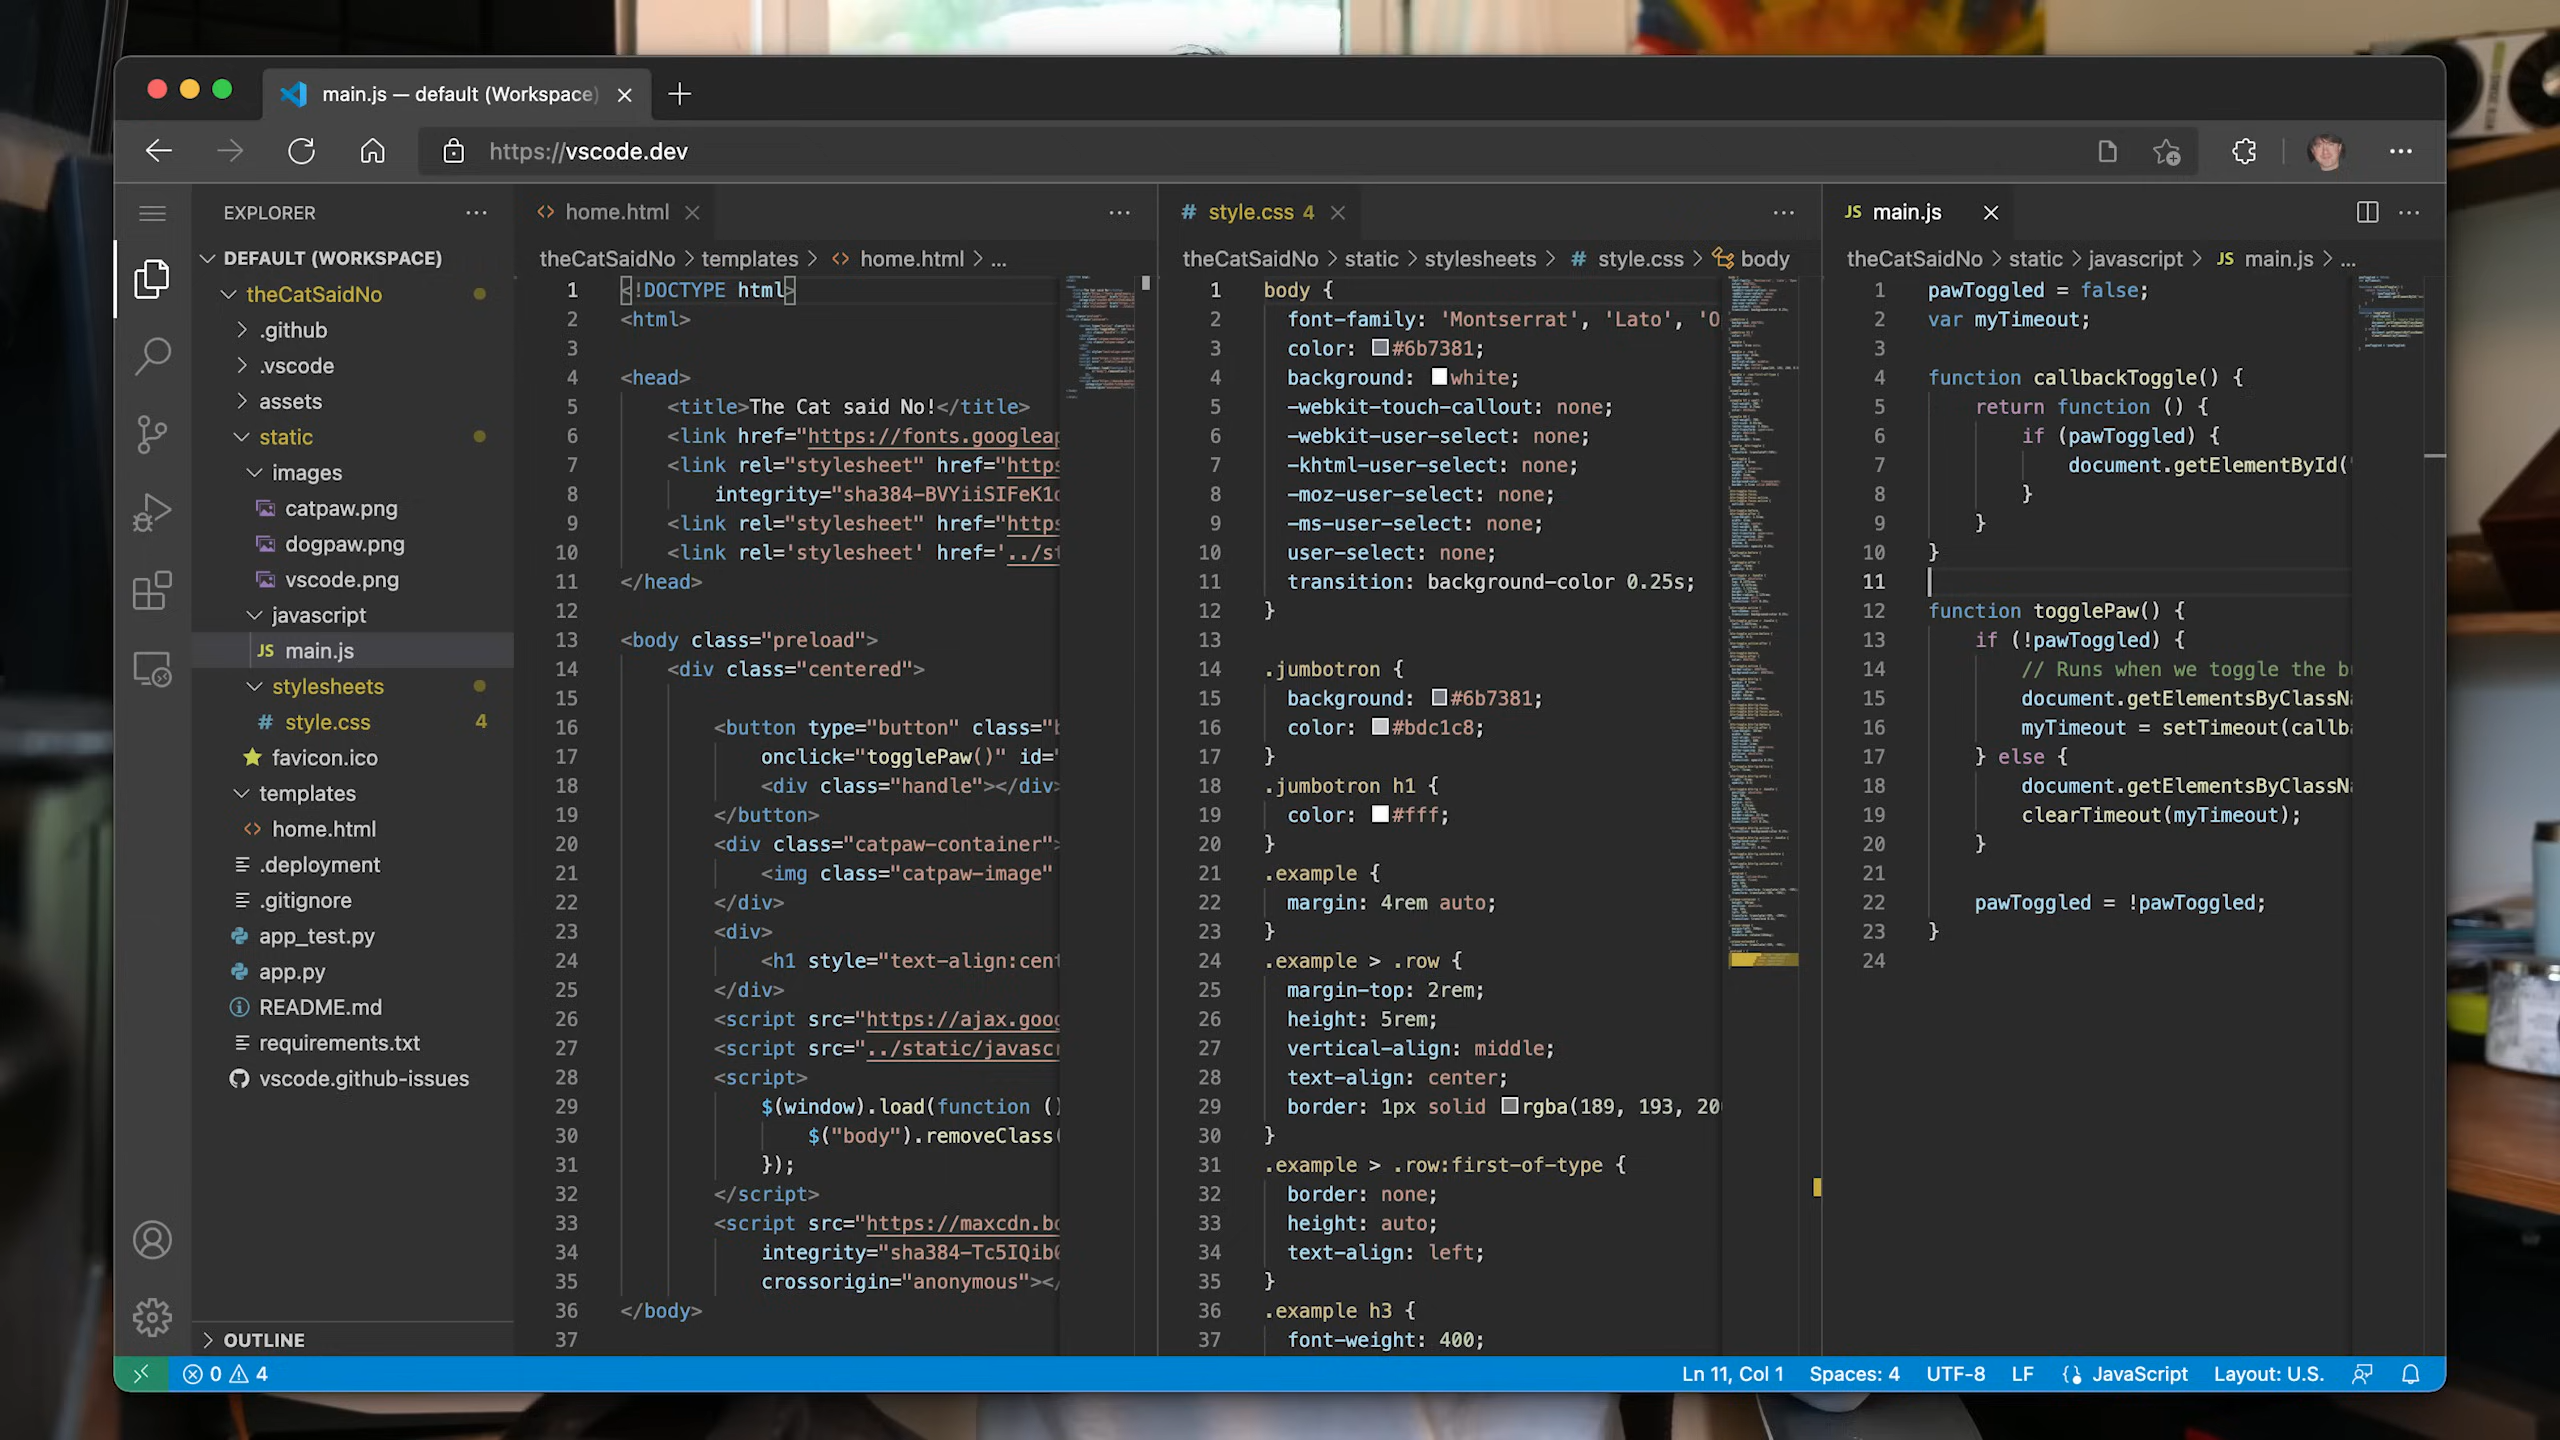 main.js — default (Workspace)
https://vscode.dev
EXPLORER
DEFAULT (WORKSPACE)
theCatSaidNo
.github
.vscode
assets
static
images
catpaw.png
dogpaw.png
vscode.png
javascript
JS main.js
stylesheets
# style.css 4
favicon.ico
templates
<> home.html
.deployment
.gitignore
app_test.py
app.py
README.md
requirements.txt
vscode.github-issues
OUTLINE
<> home.html
theCatSaidNo > templates > <> home.html > ...
1 <!DOCTYPE html>
2 <html>
3
4 <head>
5 <title>The Cat said No!</title>
6 <link href="https://fonts.googleap
7 <link rel="stylesheet" href="https
8 integrity="sha384-BVYiiSIFeK1d
9 <link rel="stylesheet" href="https
10 <link rel='stylesheet' href='../st
11 </head>
12
13 <body class="preload">
14 <div class="centered">
15
16 <button type="button" class="b
17 onclick="togglePaw()" id="
18 <div class="handle"></div>
19 </button>
20 <div class="catpaw-container">
21 <img class="catpaw-image"
22 </div>
23 <div>
24 <h1 style="text-align:cent
25 </div>
26 <script src="https://ajax.goog
27 <script src="../static/javascr
28 <script>
29 $(window).load(function ()
30 $("body").removeClass(
31 });
32 </script>
33 <script src="https://maxcdn.bo
34 integrity="sha384-Tc5IQib0
35 crossorigin="anonymous"></
36 </body>
37
# style.css 4
theCatSaidNo > static > stylesheets > # style.css > body
1 body {
2 font-family: 'Montserrat', 'Lato', 'O
3 color: #6b7381;
4 background: white;
5 -webkit-touch-callout: none;
6 -webkit-user-select: none;
7 -khtml-user-select: none;
8 -moz-user-select: none;
9 -ms-user-select: none;
10 user-select: none;
11 transition: background-color 0.25s;
12 }
13
14 .jumbotron {
15 background: #6b7381;
16 color: #bdc1c8;
17 }
18 .jumbotron h1 {
19 color: #fff;
20 }
21 .example {
22 margin: 4rem auto;
23 }
24 .example > .row {
25 margin-top: 2rem;
26 height: 5rem;
27 vertical-align: middle;
28 text-align: center;
29 border: 1px solid rgba(189, 193, 200
30 }
31 .example > .row:first-of-type {
32 border: none;
33 height: auto;
34 text-align: left;
35 }
36 .example h3 {
37 font-weight: 400;
JS main.js
theCatSaidNo > static > javascript > JS main.js > ...
1 pawToggled = false;
2 var myTimeout;
3
4 function callbackToggle() {
5 return function () {
6 if (pawToggled) {
7 document.getElementById("
8 }
9 }
10 }
11
12 function togglePaw() {
13 if (!pawToggled) {
14 // Runs when we toggle the bu
15 document.getElementsByClassNa
16 myTimeout = setTimeout(callba
17 } else {
18 document.getElementsByClassNa
19 clearTimeout(myTimeout);
20 }
21
22 pawToggled = !pawToggled;
23 }
24
0 4
Ln 11, Col 1 Spaces: 4 UTF-8 LF JavaScript Layout: U.S.